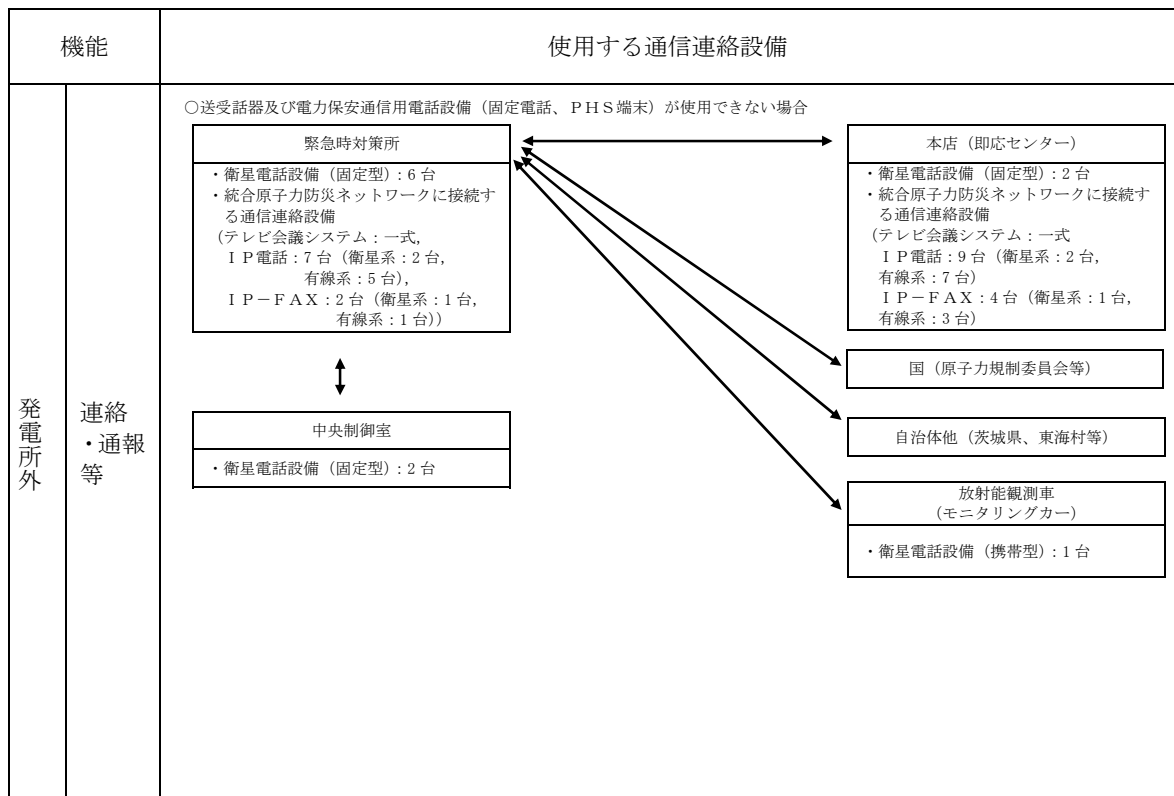 機能
使用する通信連絡設備
発電所外
連絡
・通報
等
○送受話器及び電力保安通信用電話設備（固定電話、ＰＨＳ端末）が使用できない場合
緊急時対策所
・衛星電話設備（固定型）：6 台
・統合原子力防災ネットワークに接続す
る通信連絡設備
（テレビ会議システム：一式，
ＩＰ電話：7 台（衛星系：2 台，
有線系：5 台），
ＩＰ－ＦＡＸ：2 台（衛星系：1 台，
有線系：1 台））
中央制御室
・衛星電話設備（固定型）：2 台
本店（即応センター）
・衛星電話設備（固定型）：2 台
・統合原子力防災ネットワークに接続す
る通信連絡設備
（テレビ会議システム：一式
ＩＰ電話：9 台（衛星系：2 台，
有線系：7 台）
ＩＰ－ＦＡＸ：4 台（衛星系：1 台，
有線系：3 台）
国（原子力規制委員会等）
自治体他（茨城県、東海村等）
放射能観測車
（モニタリングカー）
・衛星電話設備（携帯型）：1 台